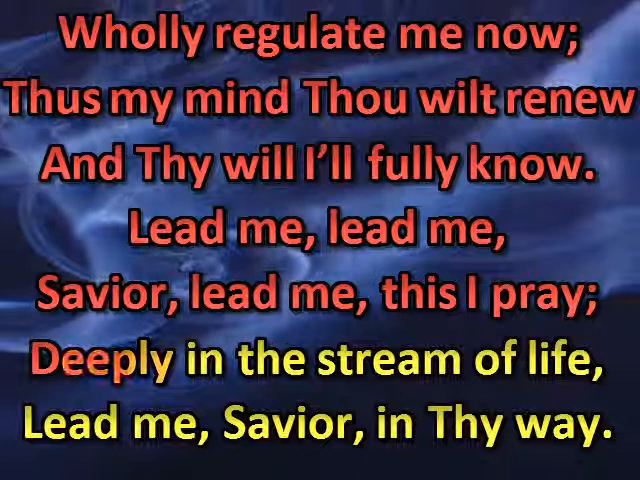 Wholly regulate me now;
Thus my mind Thou wilt renew
And Thy will I’ll fully know.
Lead me, lead me,
Savior, lead me, this I pray;
Deeply in the stream of life,
Lead me, Savior, in Thy way.